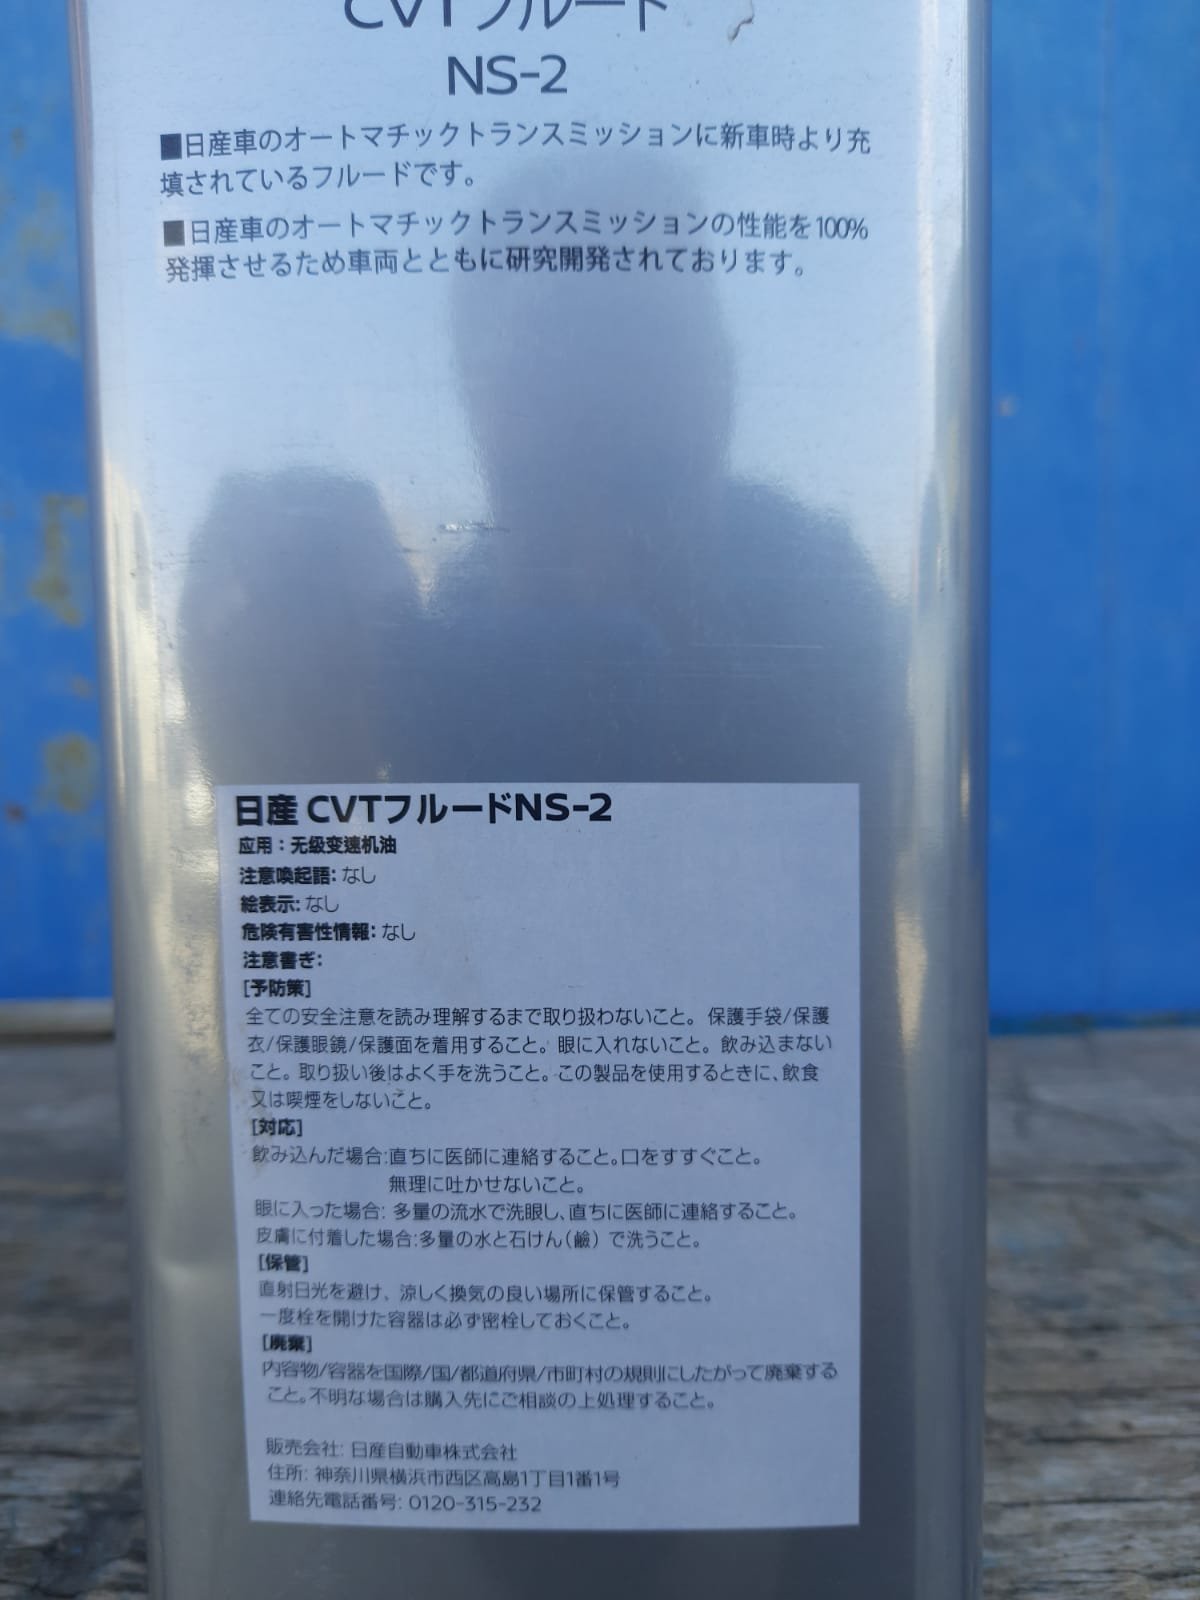 CVTフルード
NS-2
■日産車のオートマチックトランスミッションに新車時より充
填されているフルードです。
■日産車のオートマチックトランスミッションの性能を100%
発揮させるため車両とともに研究開発されております。
日産 CVTフルードNS-2
应用：无级变速机油
注意喚起語: なし
絵表示: なし
危険有害性情報: なし
注意書き:
[予防策]
全ての安全注意を読み理解するまで取り扱わないこと。保護手袋/保護
衣/保護眼鏡/保護面を着用すること。眼に入れないこと。飲み込まない
こと。取り扱い後はよく手を洗うこと。この製品を使用するときに、飲食
又は喫煙をしないこと。
[対応]
飲み込んだ場合:直ちに医師に連絡すること。口をすすぐこと。
無理に吐かせないこと。
眼に入った場合: 多量の流水で洗眼し、直ちに医師に連絡すること。
皮膚に付着した場合:多量の水と石けん(鹼) で洗うこと。
[保管]
直射日光を避け、涼しく換気の良い場所に保管すること。
一度栓を開けた容器は必ず密栓しておくこと。
[廃棄]
内容物/容器を国際/国/都道府県/市町村の規則にしたがって廃棄する
こと。不明な場合は購入先にご相談の上処理すること。
販売会社: 日産自動車株式会社
住所: 神奈川県横浜市西区高島1丁目1番1号
連絡先電話番号: 0120-315-232